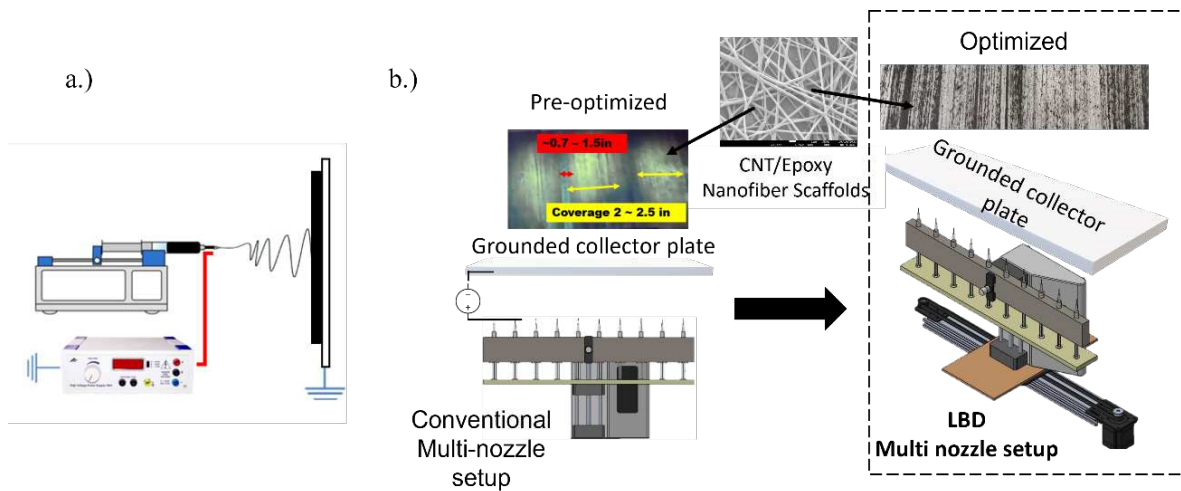 a.)
b.)
Pre-optimized
~0.7 ~ 1.5in
Coverage 2 ~ 2.5 in
CNT/Epoxy
Nanofiber Scaffolds
Grounded collector plate
Conventional
Multi-nozzle
setup
Optimized
Grounded collector
plate
LBD
Multi nozzle setup